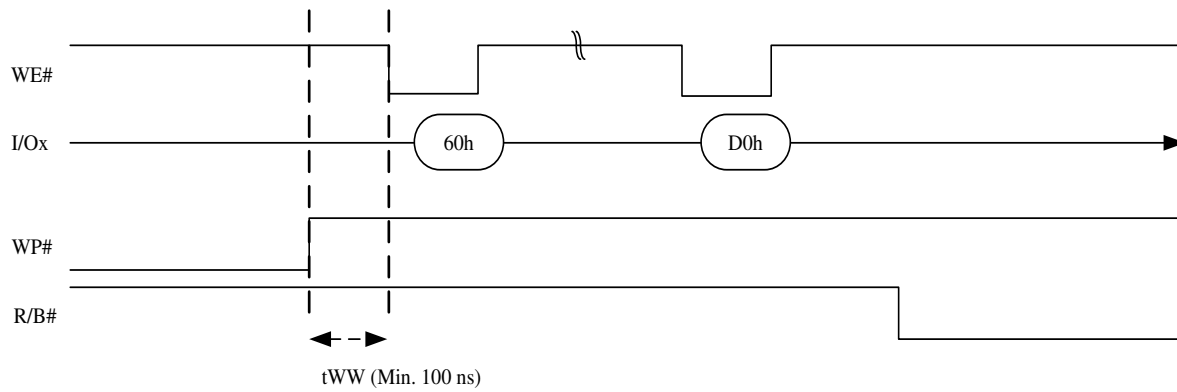 WE#
I/Ox
60h
D0h
WP#
R/B#
tWW (Min. 100 ns)